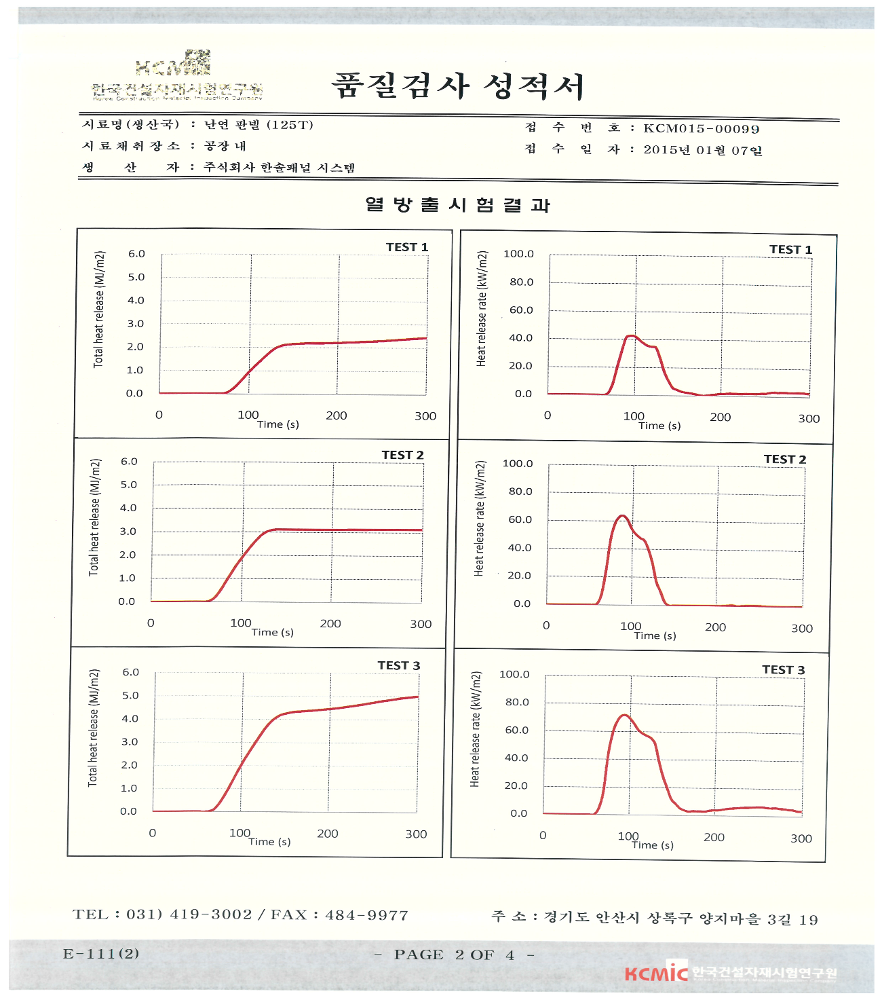 KCMiC
한국건설자재시험연구원
Korea Construction Material Inspection Company
품질검사 성적서
시료명(생산국) : 난연 판넬 (125T)
접 수 번 호 : KCM015-00099
시료채취장소 : 공장 내
접 수 일 자 : 2015년 01월 07일
생 산 자 : 주식회사 한솔패널 시스템
열방출시험결과
TEST 1
Total heat release (MJ/m2)
6.0
5.0
4.0
3.0
2.0
1.0
0.0
0 100 200 300
Time (s)
TEST 1
Heat release rate (kW/m2)
100.0
80.0
60.0
40.0
20.0
0.0
0 100 200 300
Time (s)
TEST 2
Total heat release (MJ/m2)
6.0
5.0
4.0
3.0
2.0
1.0
0.0
0 100 200 300
Time (s)
TEST 2
Heat release rate (kW/m2)
100.0
80.0
60.0
40.0
20.0
0.0
0 100 200 300
Time (s)
TEST 3
Total heat release (MJ/m2)
6.0
5.0
4.0
3.0
2.0
1.0
0.0
0 100 200 300
Time (s)
TEST 3
Heat release rate (kW/m2)
100.0
80.0
60.0
40.0
20.0
0.0
0 100 200 300
Time (s)
TEL : 031) 419-3002 / FAX : 484-9977
주 소 : 경기도 안산시 상록구 양지마을 3길 19
E-111(2)
- PAGE 2 OF 4 -
KCMiC 한국건설자재시험연구원